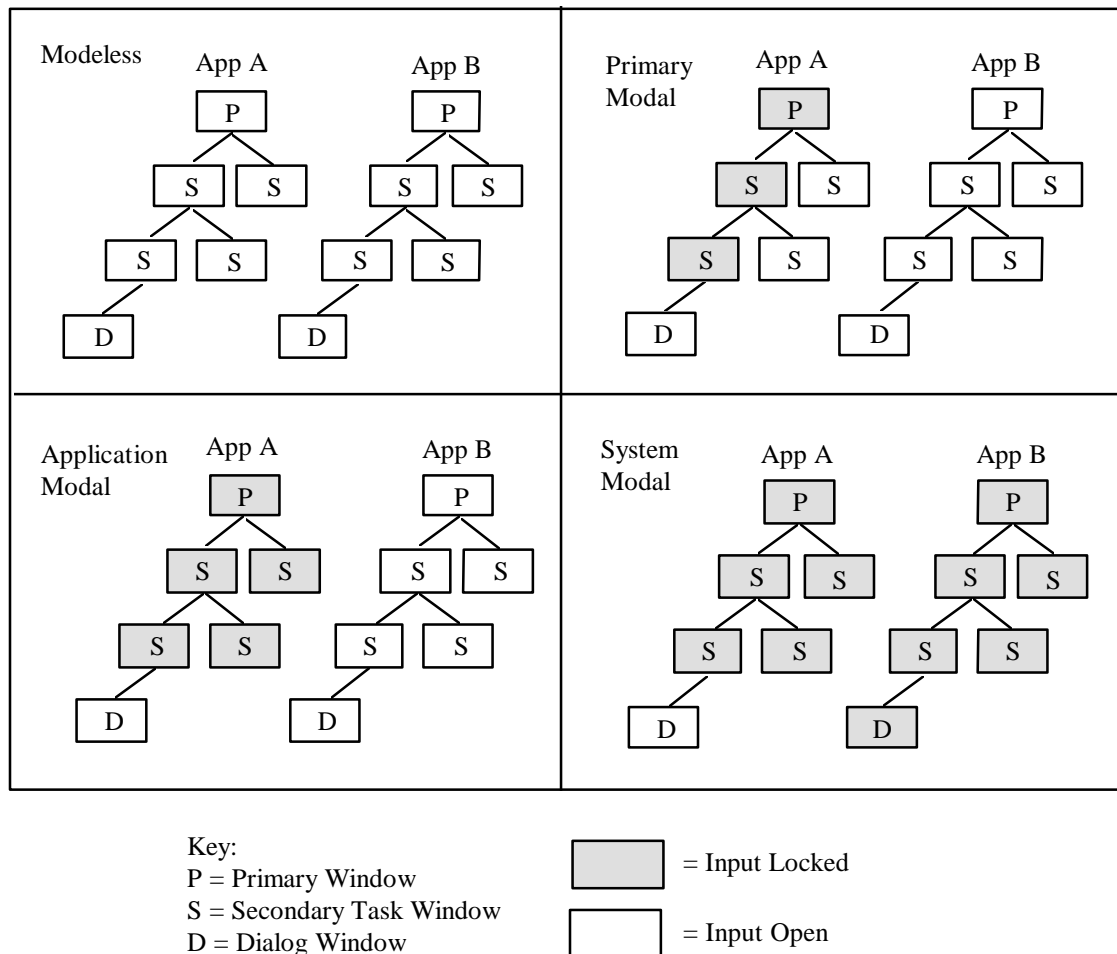 Modeless
App A App B
P P
S S S S
S S S S
D D
Primary
Modal
App A App B
P P
S S S S
S S S S
D D
Application
Modal
App A App B
P P
S S S S
S S S S
D D
System
Modal
App A App B
P P
S S S S
S S S S
D D
Key:
P = Primary Window
S = Secondary Task Window
D = Dialog Window
= Input Locked
= Input Open